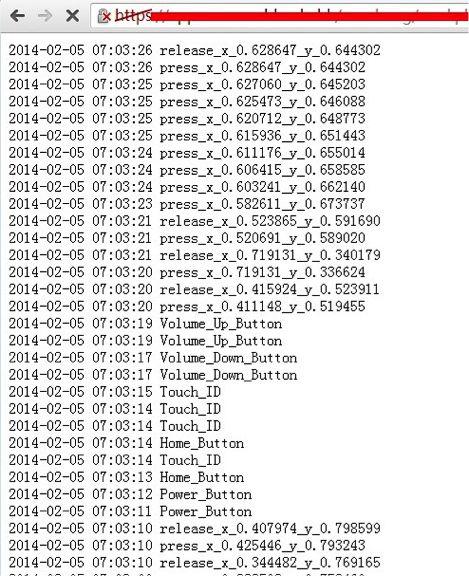 https
2014-02-05 07:03:26 release_x_0.628647_y_0.644302
2014-02-05 07:03:26 press_x_0.628647_y_0.644302
2014-02-05 07:03:25 press_x_0.627060_y_0.645203
2014-02-05 07:03:25 press_x_0.625473_y_0.646088
2014-02-05 07:03:25 press_x_0.620712_y_0.648773
2014-02-05 07:03:25 press_x_0.615936_y_0.651443
2014-02-05 07:03:24 press_x_0.611176_y_0.655014
2014-02-05 07:03:24 press_x_0.606415_y_0.658585
2014-02-05 07:03:24 press_x_0.603241_y_0.662140
2014-02-05 07:03:23 press_x_0.582611_y_0.673737
2014-02-05 07:03:21 release_x_0.523865_y_0.591690
2014-02-05 07:03:21 press_x_0.520691_y_0.589020
2014-02-05 07:03:21 release_x_0.719131_y_0.340179
2014-02-05 07:03:20 press_x_0.719131_y_0.336624
2014-02-05 07:03:20 release_x_0.415924_y_0.523911
2014-02-05 07:03:20 press_x_0.411148_y_0.519455
2014-02-05 07:03:19 Volume_Up_Button
2014-02-05 07:03:19 Volume_Up_Button
2014-02-05 07:03:17 Volume_Down_Button
2014-02-05 07:03:17 Volume_Down_Button
2014-02-05 07:03:15 Touch_ID
2014-02-05 07:03:14 Touch_ID
2014-02-05 07:03:14 Touch_ID
2014-02-05 07:03:14 Home_Button
2014-02-05 07:03:14 Touch_ID
2014-02-05 07:03:13 Home_Button
2014-02-05 07:03:12 Power_Button
2014-02-05 07:03:11 Power_Button
2014-02-05 07:03:10 release_x_0.407974_y_0.798599
2014-02-05 07:03:10 press_x_0.425446_y_0.793243
2014-02-05 07:03:10 release_x_0.344482_y_0.769165